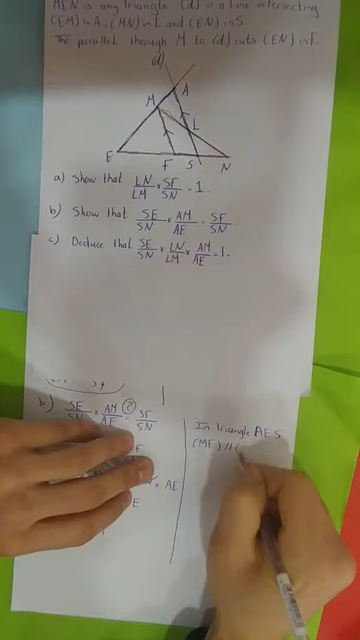 MEN is any triangle (d) is a line intersecting
(EM) in A, (MN) in L and (EN) in S
The parallel through M to (d) cuts (EN) in F.
(d)
A
M
L
E F S N
a) Show that LN/LM × SF/SN = 1.
b) Show that SE/SN × AM/AE = SF/SN
c) Deduce that SE/SN × LN/LM × AM/AE = 1.
b) SE/SN × AM/AE (?) = SF/SN
× AE
E
In triangle AES
(MF) // (